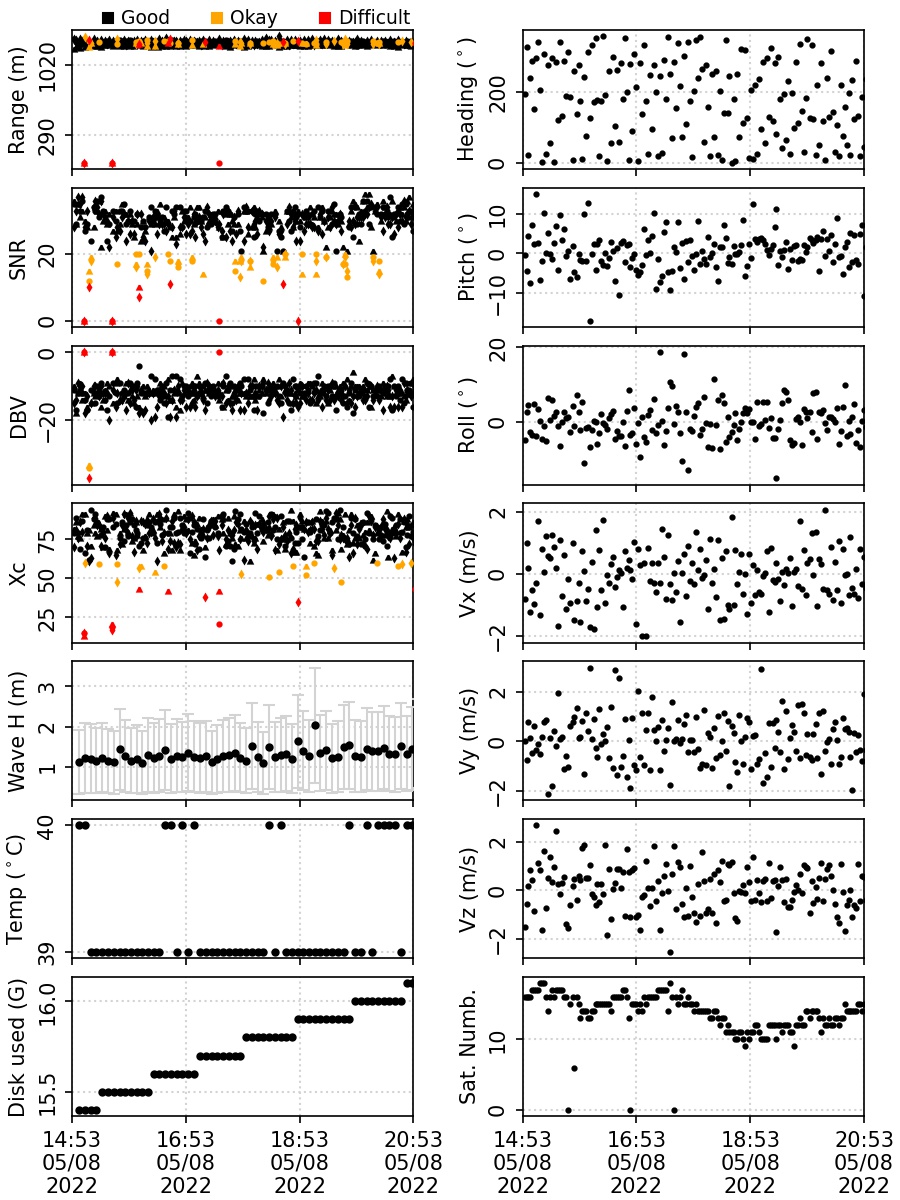 Good Okay Difficult
Range (m)
1020
290
Heading (°)
200
0
SNR
20
0
Pitch (°)
10
0
−10
DBV
0
−20
Roll (°)
20
0
Xc
75
50
25
Vx (m/s)
2
0
−2
Wave H (m)
3
2
1
Vy (m/s)
2
0
−2
Temp (°C)
40
39
Vz (m/s)
2
0
−2
Disk used (G)
16.0
15.5
Sat. Numb.
10
0
14:53 16:53 18:53 20:53 14:53 16:53 18:53 20:53
05/08 05/08 05/08 05/08 05/08 05/08 05/08 05/08
2022 2022 2022 2022 2022 2022 2022 2022